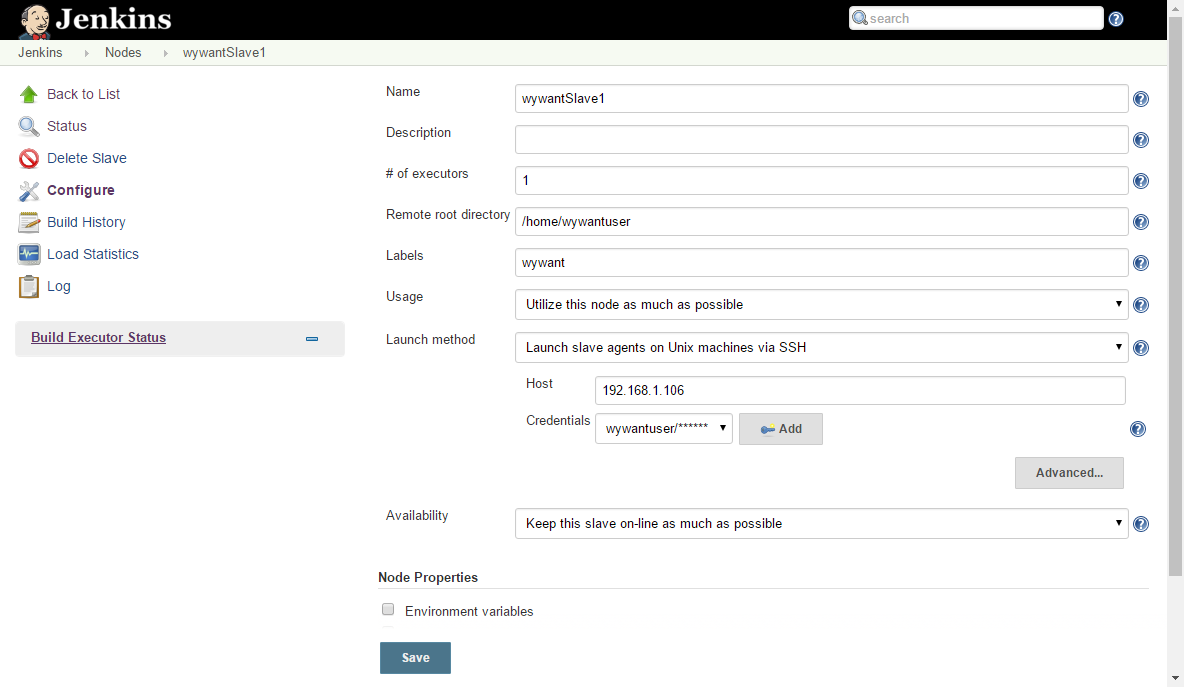 Jenkins
search
Jenkins Nodes wywantSlave1
Back to List
Status
Delete Slave
Configure
Build History
Load Statistics
Log
Build Executor Status
Name wywantSlave1
Description
# of executors 1
Remote root directory /home/wywantuser
Labels wywant
Usage Utilize this node as much as possible
Launch method Launch slave agents on Unix machines via SSH
Host 192.168.1.106
Credentials wywantuser/****** Add
Advanced...
Availability Keep this slave on-line as much as possible
Node Properties
Environment variables
Save